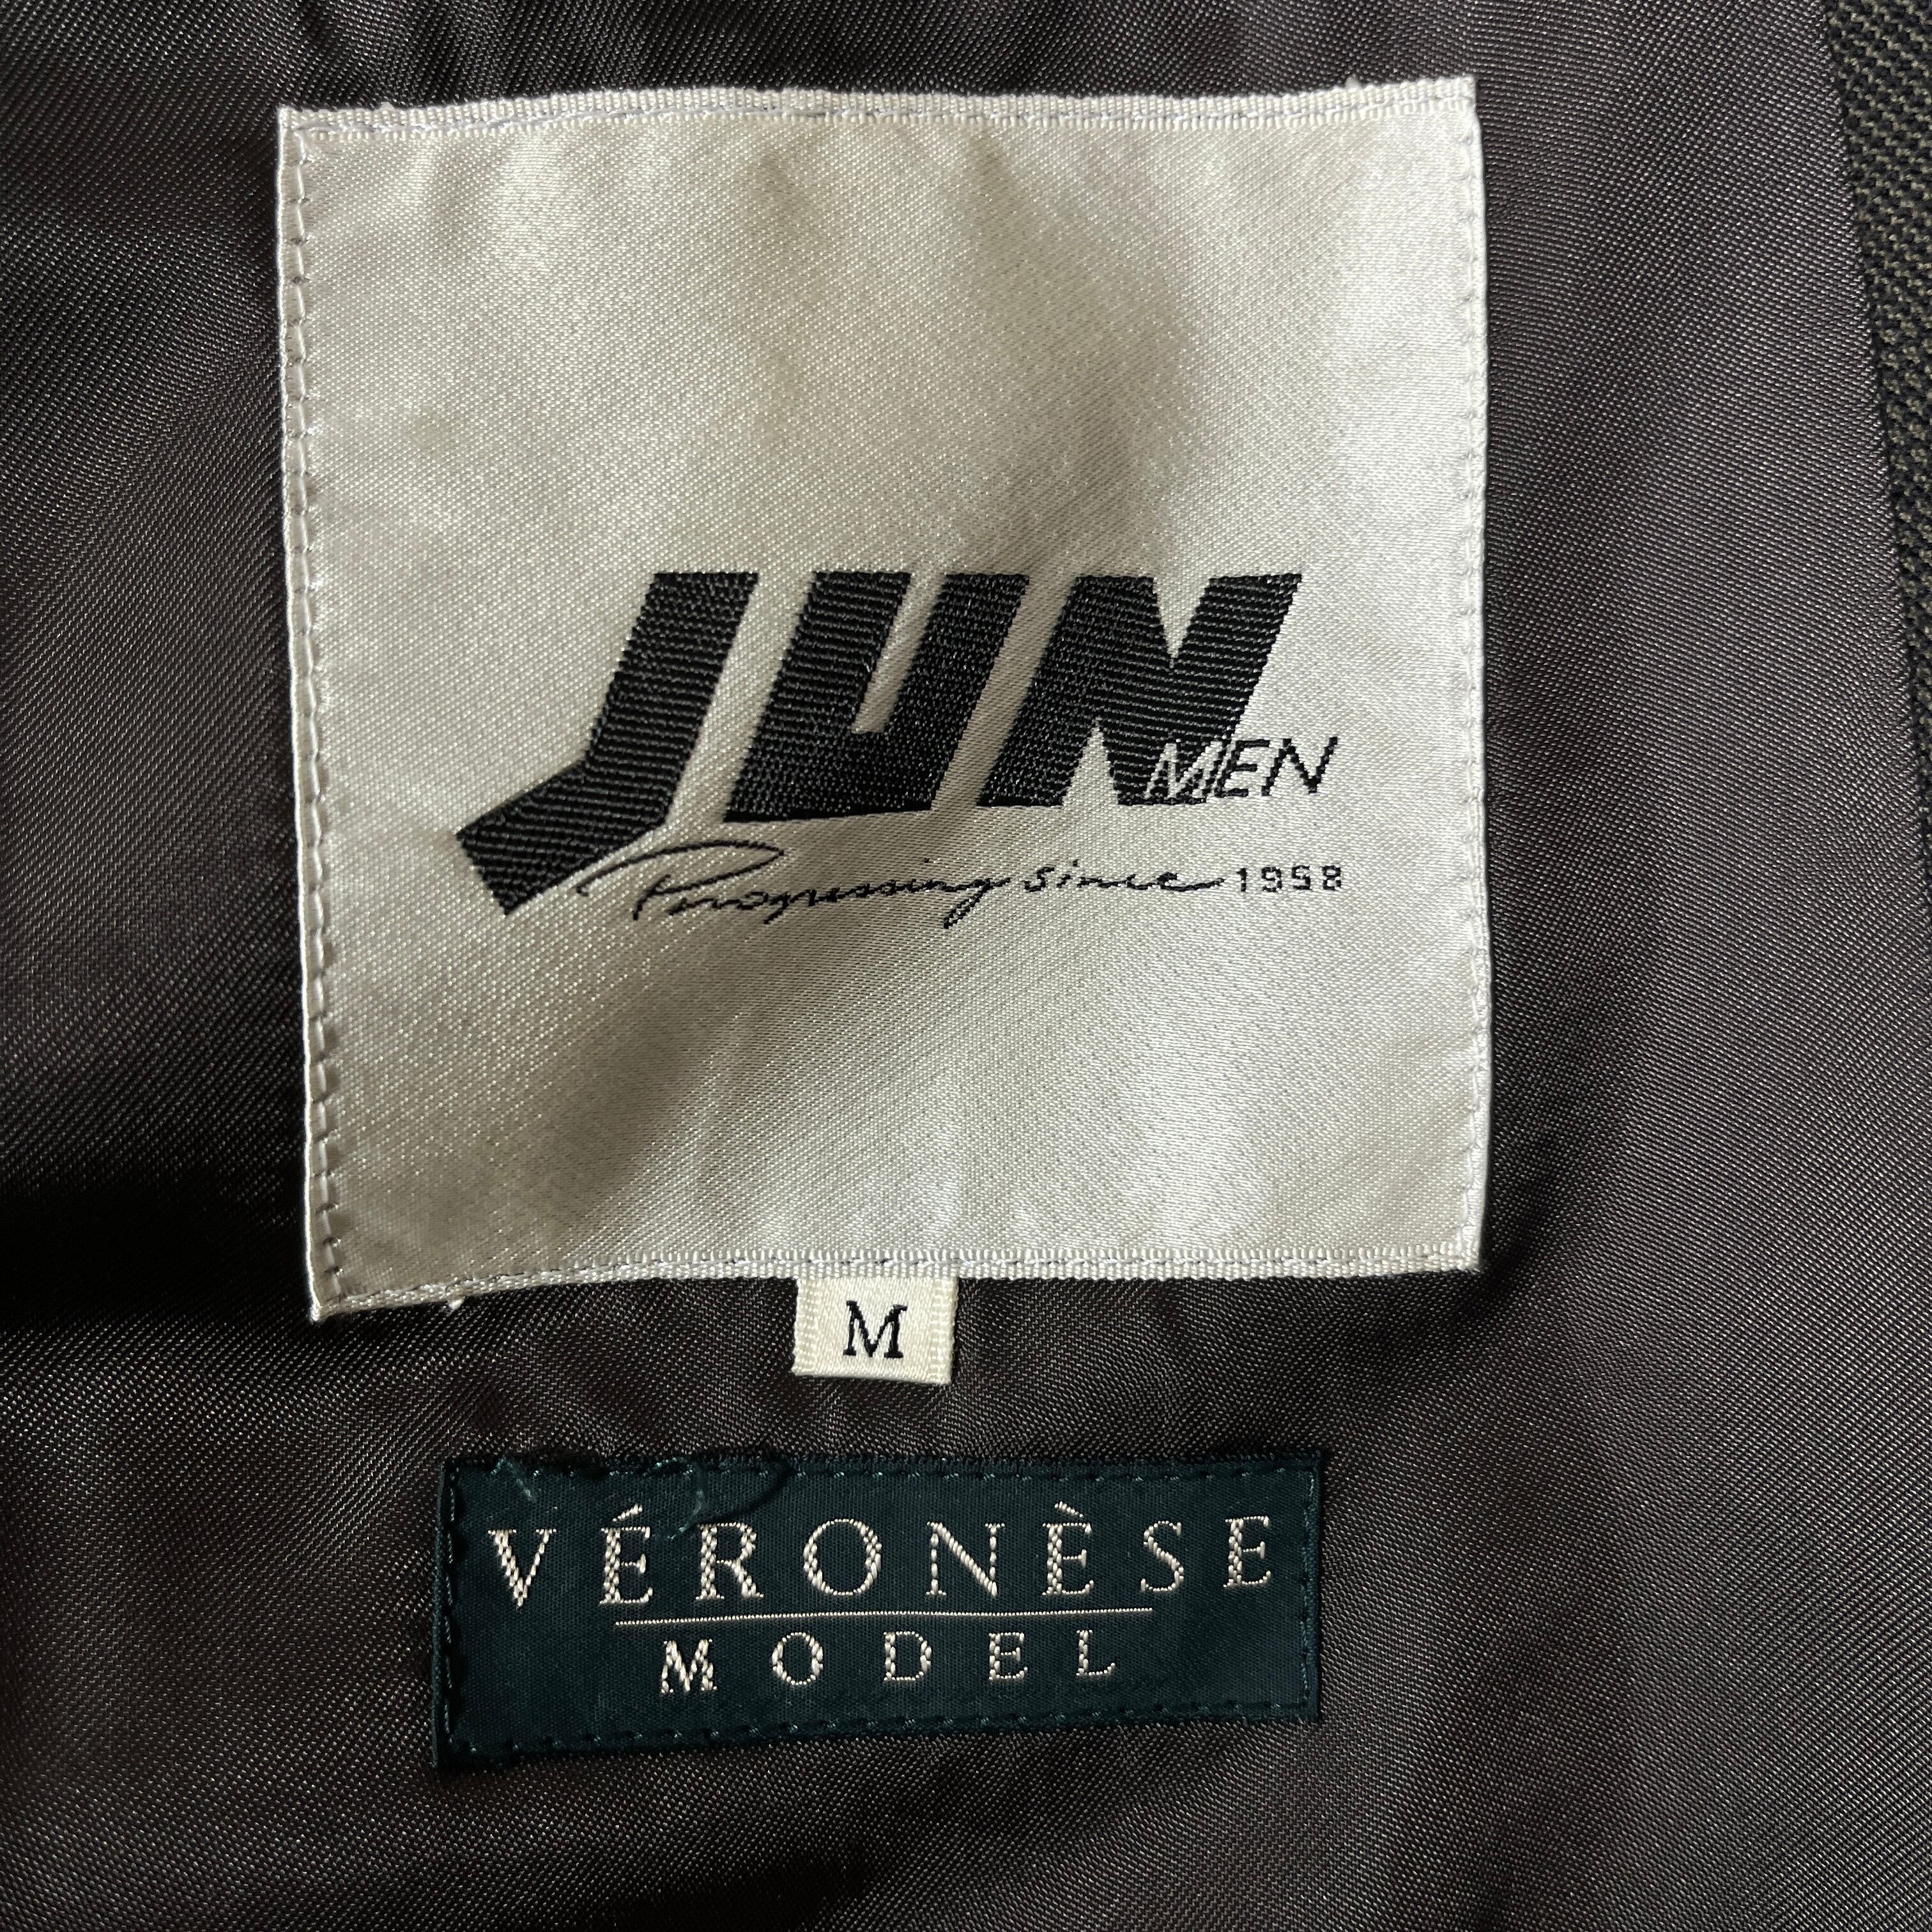 JUN
MEN
Progressing since 1958
M
VÉRONÈSE
MODEL